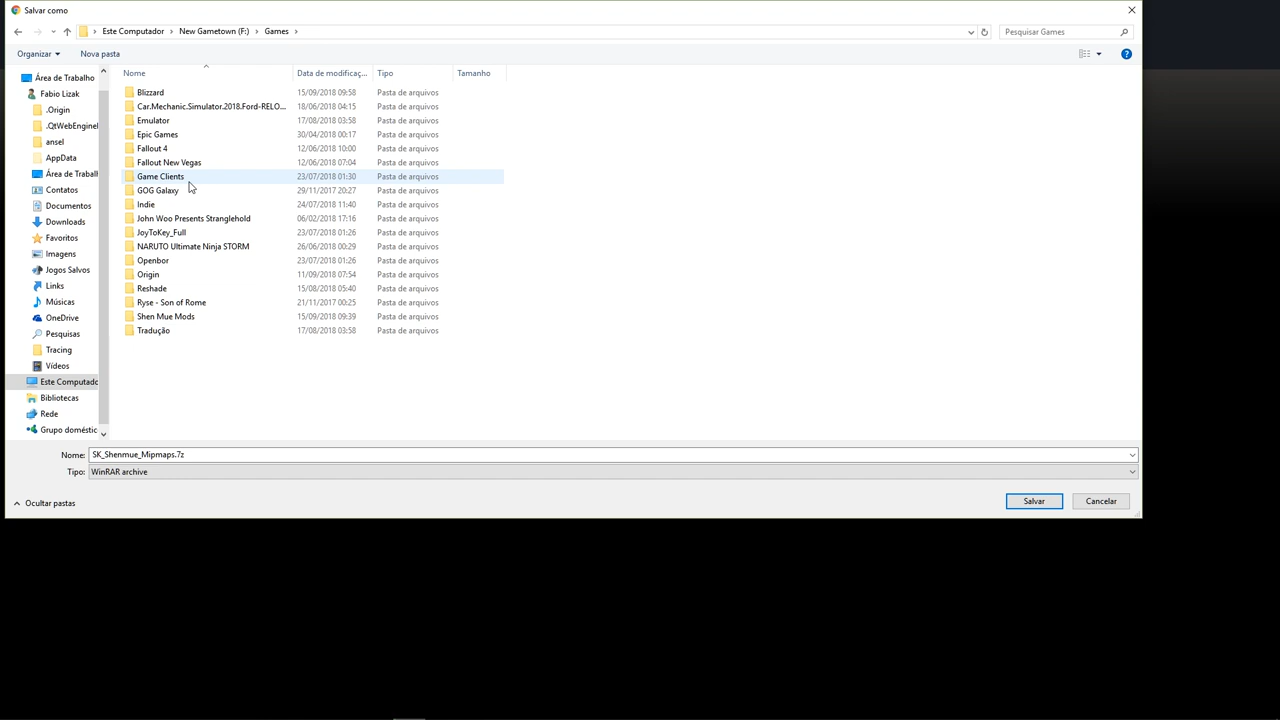 Salvar como
Este Computador New Gametown (F:) Games
Pesquisar Games
Organizar Nova pasta
Nome Data de modificaç... Tipo Tamanho
Área de Trabalho
Fabio Lizak
.Origin
.QtWebEngineI
ansel
AppData
Área de Trabalh
Contatos
Documentos
Downloads
Favoritos
Imagens
Jogos Salvos
Links
Músicas
OneDrive
Pesquisas
Tracing
Vídeos
Este Computado
Bibliotecas
Rede
Grupo doméstic
Blizzard 15/09/2018 09:58 Pasta de arquivos
Car.Mechanic.Simulator.2018.Ford-RELO... 18/06/2018 04:15 Pasta de arquivos
Emulator 17/08/2018 03:58 Pasta de arquivos
Epic Games 30/04/2018 00:17 Pasta de arquivos
Fallout 4 12/06/2018 10:00 Pasta de arquivos
Fallout New Vegas 12/06/2018 07:04 Pasta de arquivos
Game Clients 23/07/2018 01:30 Pasta de arquivos
GOG Galaxy 29/11/2017 20:27 Pasta de arquivos
Indie 24/07/2018 11:40 Pasta de arquivos
John Woo Presents Stranglehold 06/02/2018 17:16 Pasta de arquivos
JoyToKey_Full 23/07/2018 01:26 Pasta de arquivos
NARUTO Ultimate Ninja STORM 26/06/2018 00:29 Pasta de arquivos
Openbor 23/07/2018 01:26 Pasta de arquivos
Origin 11/09/2018 07:54 Pasta de arquivos
Reshade 15/08/2018 05:40 Pasta de arquivos
Ryse - Son of Rome 21/11/2017 00:25 Pasta de arquivos
Shen Mue Mods 15/09/2018 09:39 Pasta de arquivos
Tradução 17/08/2018 03:58 Pasta de arquivos
Nome: SK_Shenmue_Mipmaps.7z
Tipo: WinRAR archive
Ocultar pastas
Salvar Cancelar